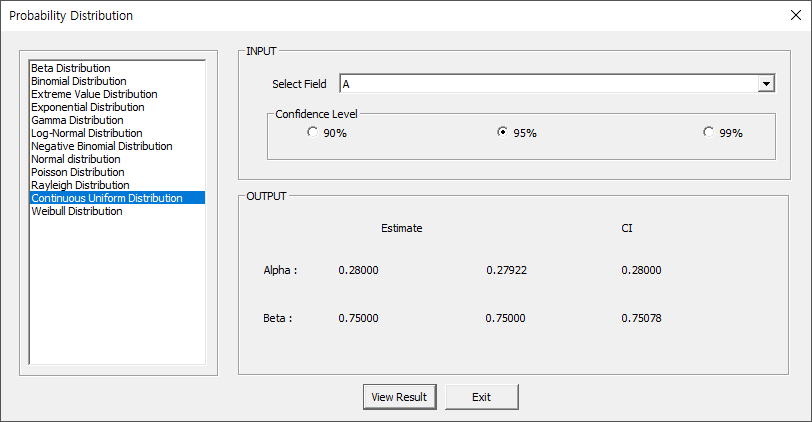 Probability Distribution
Beta Distribution
Binomial Distribution
Extreme Value Distribution
Exponential Distribution
Gamma Distribution
Log-Normal Distribution
Negative Binomial Distribution
Normal distribution
Poisson Distribution
Rayleigh Distribution
Continuous Uniform Distribution
Weibull Distribution
INPUT
Select Field A
Confidence Level
90% 95% 99%
OUTPUT
Estimate CI
Alpha : 0.28000 0.27922 0.28000
Beta : 0.75000 0.75000 0.75078
View Result Exit